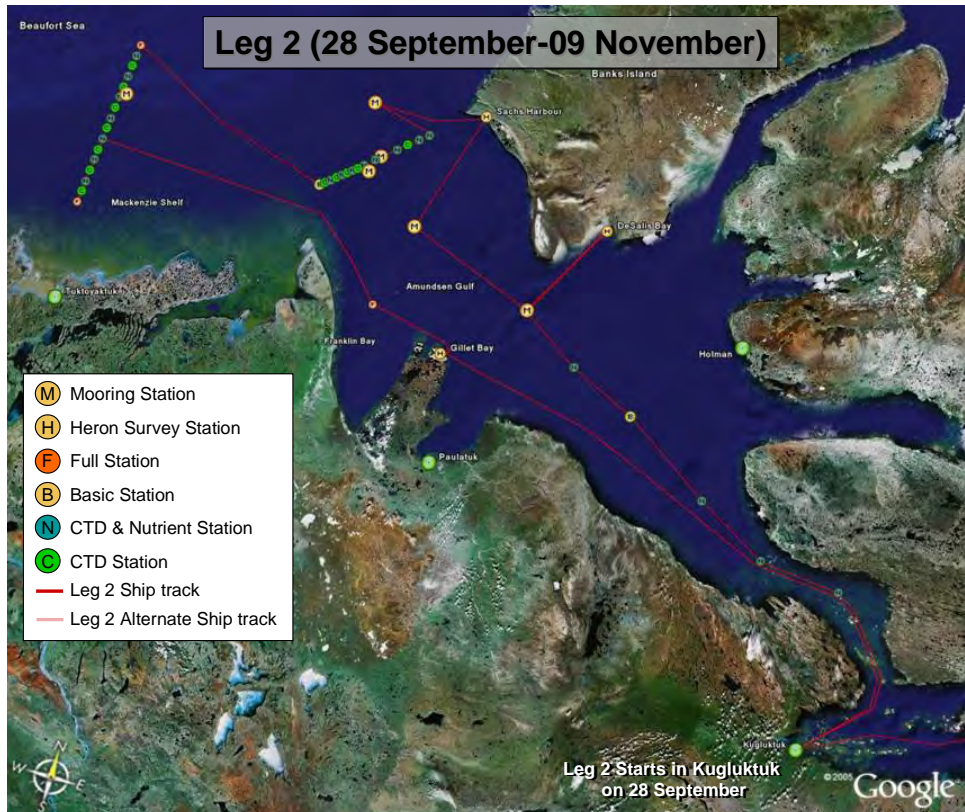 Beaufort Sea
Leg 2 (28 September-09 November)
Banks Island
Sachs Harbour
Mackenzie Shelf
DeSalis Bay
Tuktoyaktuk
Amundsen Gulf
Franklin Bay
Gillet Bay
Holman
Paulatuk
M Mooring Station
H Heron Survey Station
F Full Station
B Basic Station
N CTD & Nutrient Station
C CTD Station
Leg 2 Ship track
Leg 2 Alternate Ship track
Kugluktuk
Leg 2 Starts in Kugluktuk
on 28 September
N
W
E
S
©2005 Google